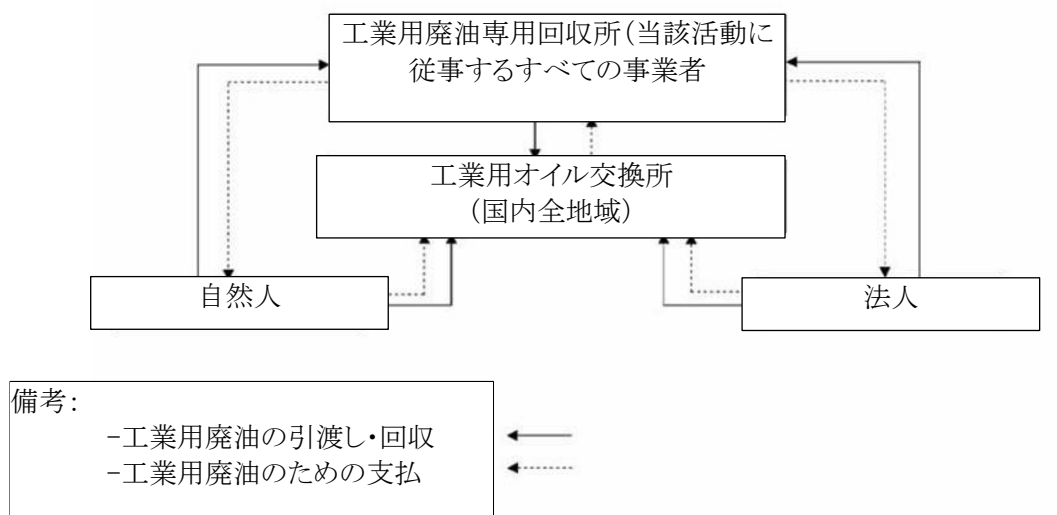 工業用廃油専用回収所（当該活動に
従事するすべての事業者
工業用オイル交換所
（国内全地域）
自然人
法人
備考：
－工業用廃油の引渡し・回収
－工業用廃油のための支払